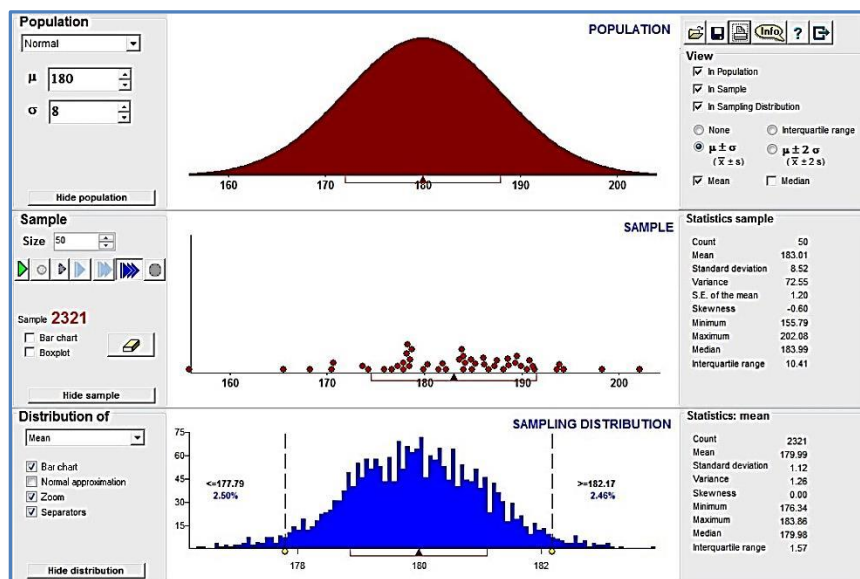 Population
Normal
μ 180
σ 8
Hide population
POPULATION
160 170 180 190 200
Info ?
View
In Population
In Sample
In Sampling Distribution
None Interquartile range
μ ± σ μ ± 2 σ
(x̅ ± s) (x̅ ± 2 s)
Mean Median
Sample
Size 50
Sample 2321
Bar chart
Boxplot
Hide sample
SAMPLE
160 170 180 190 200
Statistics sample
Count 50
Mean 183.01
Standard deviation 8.52
Variance 72.55
S.E. of the mean 1.20
Skewness -0.60
Minimum 155.79
Maximum 202.08
Median 183.99
Interquartile range 10.41
Distribution of
Mean
Bar chart
Normal approximation
Zoom
Separators
Hide distribution
SAMPLING DISTRIBUTION
75
60
45
30
15
<=177.79
2.50%
>=182.17
2.46%
178 180 182
Statistics: mean
Count 2321
Mean 179.99
Standard deviation 1.12
Variance 1.26
Skewness 0.00
Minimum 176.34
Maximum 183.86
Median 179.98
Interquartile range 1.57